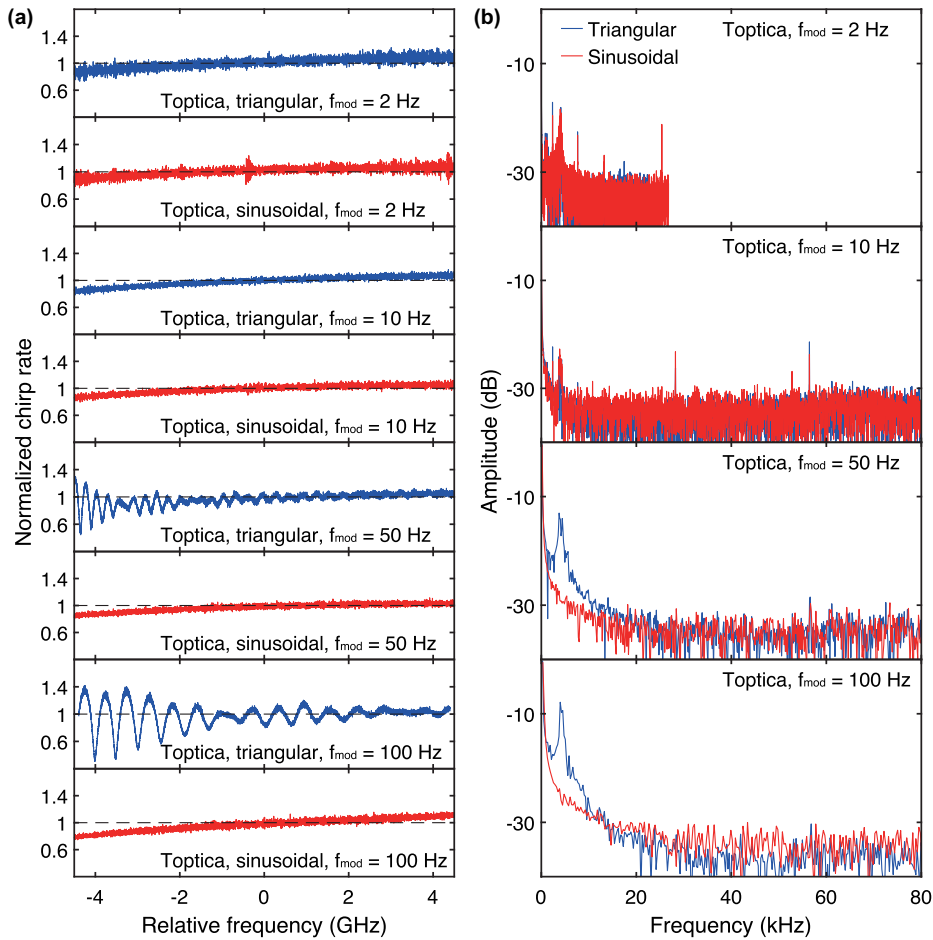 (a)
Normalized chirp rate
1.4
1
0.6
Toptica, triangular, fmod = 2 Hz
1.4
1
0.6
Toptica, sinusoidal, fmod = 2 Hz
1.4
1
0.6
Toptica, triangular, fmod = 10 Hz
1.4
1
0.6
Toptica, sinusoidal, fmod = 10 Hz
1.4
1
0.6
Toptica, triangular, fmod = 50 Hz
1.4
1
0.6
Toptica, sinusoidal, fmod = 50 Hz
1.4
1
0.6
Toptica, triangular, fmod = 100 Hz
1.4
1
0.6
Toptica, sinusoidal, fmod = 100 Hz
-4 -2 0 2 4
Relative frequency (GHz)
(b)
Amplitude (dB)
Triangular
Sinusoidal
Toptica, fmod = 2 Hz
-10
-30
Toptica, fmod = 10 Hz
-10
-30
Toptica, fmod = 50 Hz
-10
-30
Toptica, fmod = 100 Hz
-10
-30
0 20 40 60 80
Frequency (kHz)